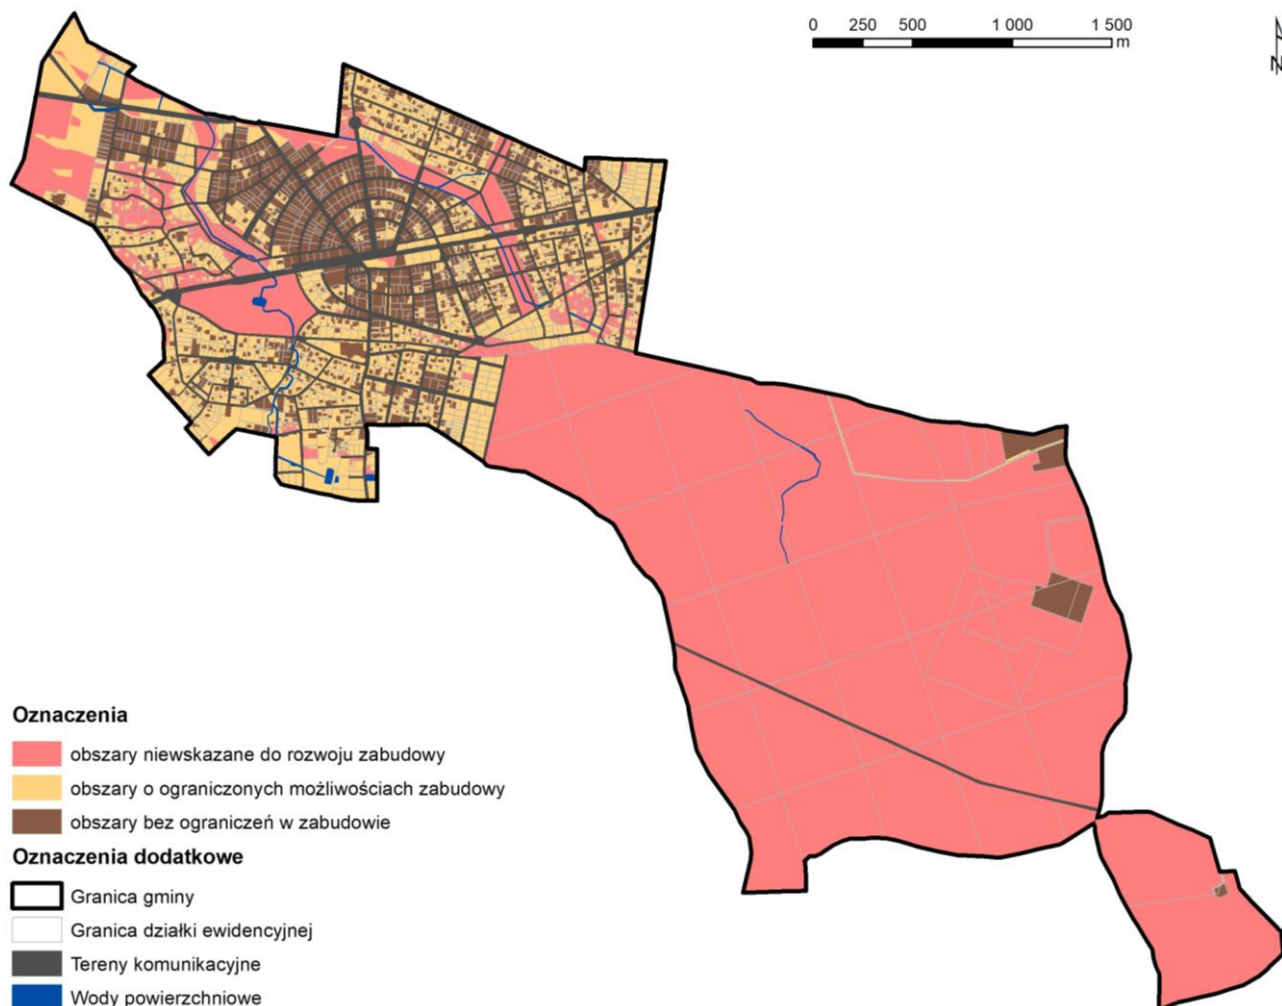 0 250 500 1 000 1 500
m
N
Oznaczenia
obszary niewskazane do rozwoju zabudowy
obszary o ograniczonych możliwościach zabudowy
obszary bez ograniczeń w zabudowie
Oznaczenia dodatkowe
Granica gminy
Granica działki ewidencyjnej
Tereny komunikacyjne
Wody powierzchniowe